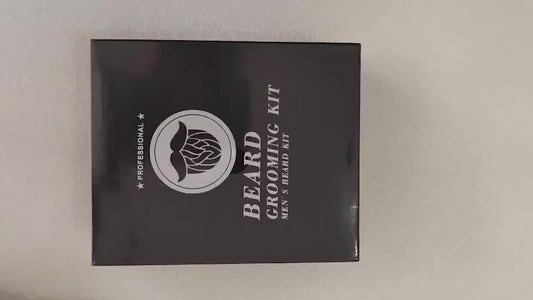 ★ PROFESSIONAL ★
BEARD
GROOMING KIT
MEN'S BEARD KIT